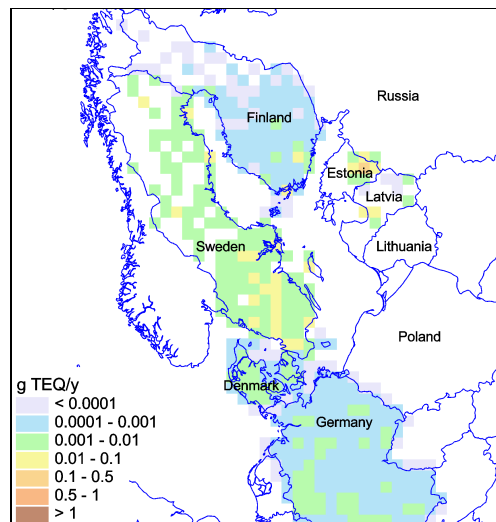 Russia
Finland
Estonia
Latvia
Lithuania
Sweden
Poland
Denmark
Germany
g TEQ/y
< 0.0001
0.0001 - 0.001
0.001 - 0.01
0.01 - 0.1
0.1 - 0.5
0.5 - 1
> 1